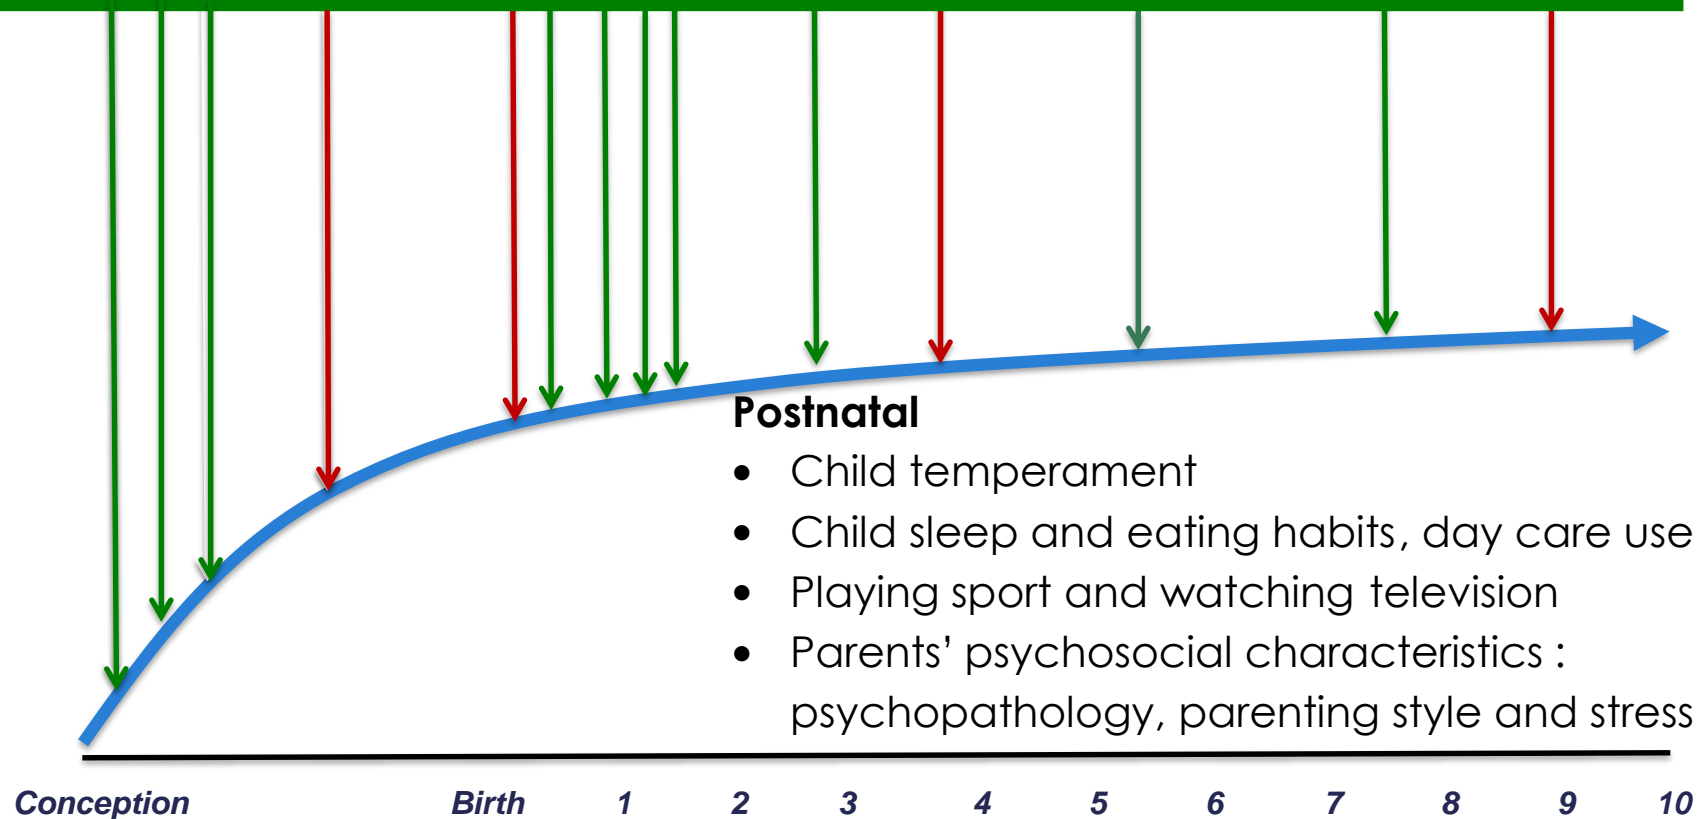 Postnatal
• Child temperament
• Child sleep and eating habits, day care use
• Playing sport and watching television
• Parents’ psychosocial characteristics :
psychopathology, parenting style and stress
Conception Birth 1 2 3 4 5 6 7 8 9 10